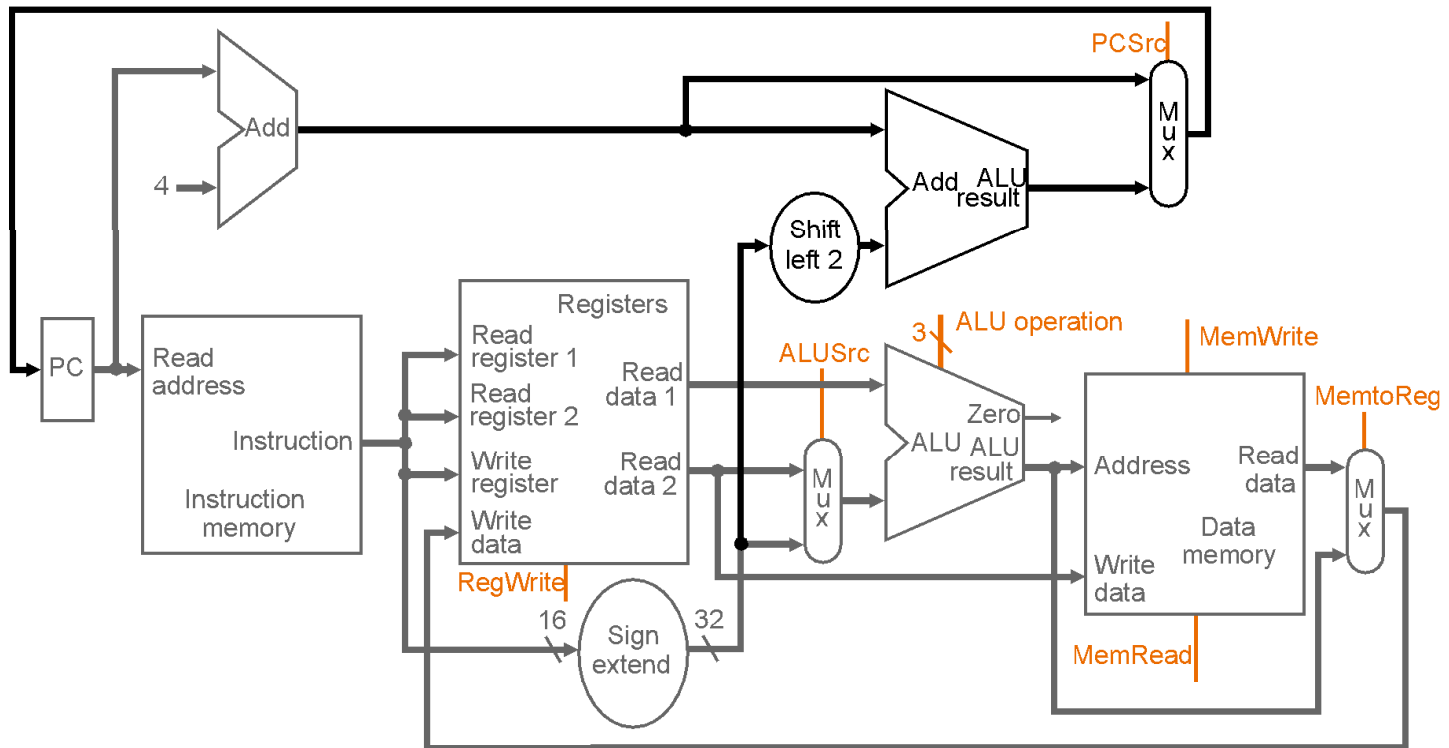 PCSrc
M
u
x
Add
4
Add
ALU
result
Shift
left 2
PC
Read
address
Instruction
Instruction
memory
Registers
Read
register 1
Read
register 2
Write
register
Write
data
Read
data 1
Read
data 2
RegWrite
16
Sign
extend
32
ALUSrc
M
u
x
3
ALU operation
Zero
ALU
ALU
result
MemWrite
Address
Read
data
Data
memory
Write
data
MemRead
MemtoReg
M
u
x